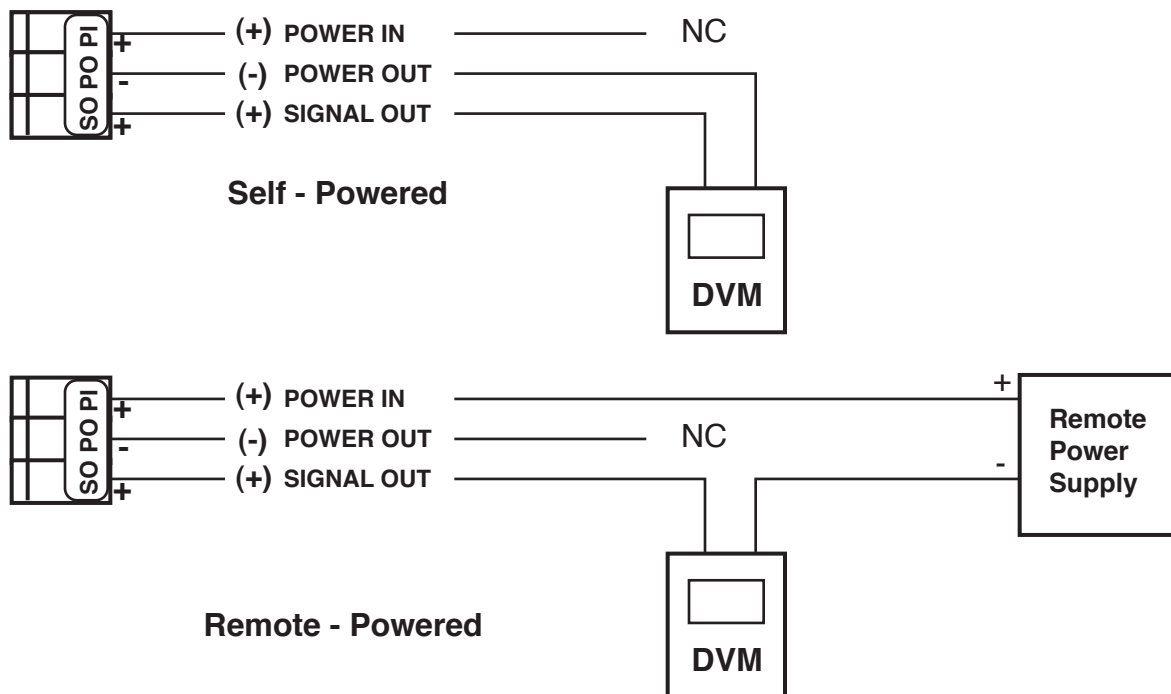 SO PO PI
+
-
+
(+) POWER IN
NC
(-) POWER OUT
(+) SIGNAL OUT
Self - Powered
DVM
SO PO PI
+
-
+
(+) POWER IN
+
(-) POWER OUT
NC
(+) SIGNAL OUT
-
Remote
Power
Supply
Remote - Powered
DVM